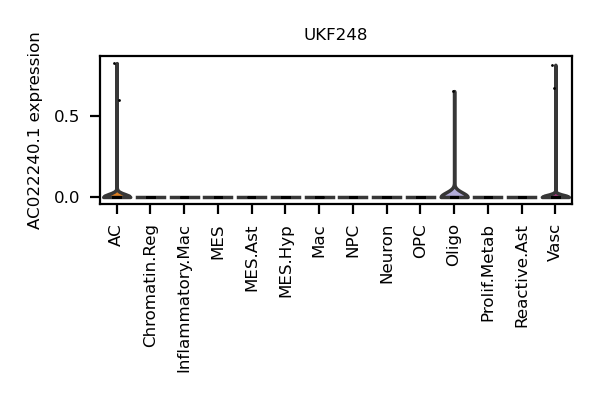 UKF248
AC022240.1 expression
0.5
0.0
AC
Chromatin.Reg
Inflammatory.Mac
MES
MES.Ast
MES.Hyp
Mac
NPC
Neuron
OPC
Oligo
Prolif.Metab
Reactive.Ast
Vasc